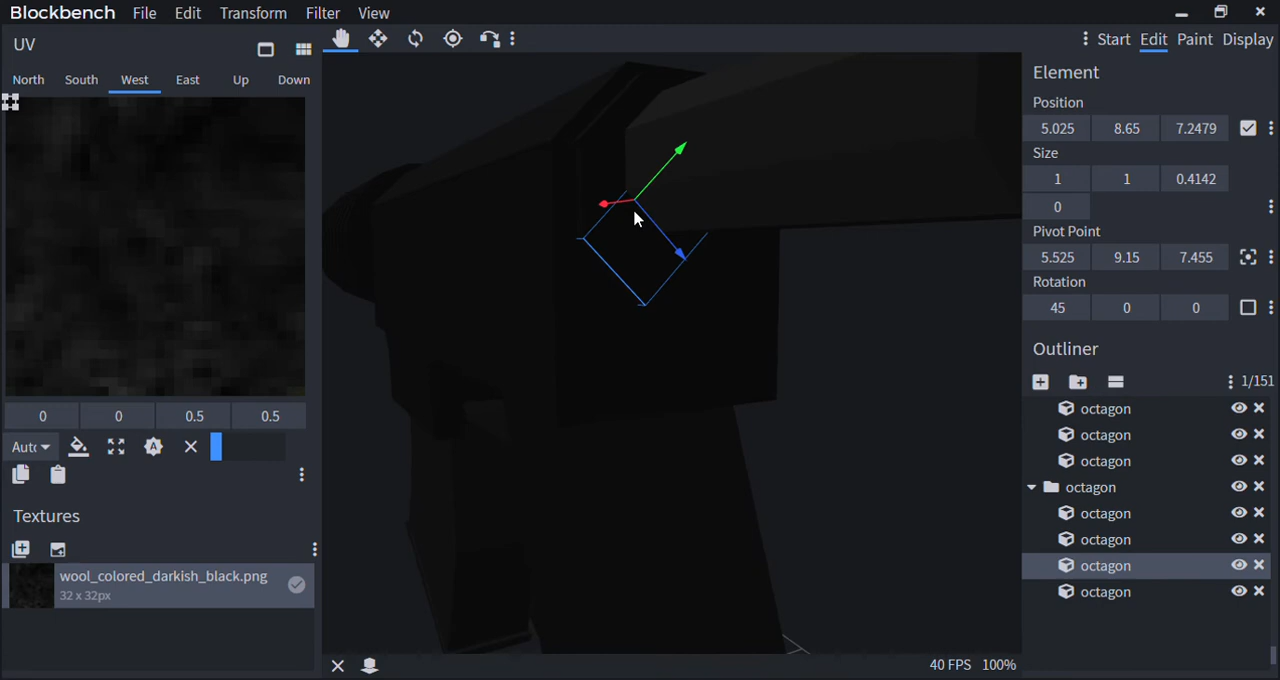 Blockbench File Edit Transform Filter View
UV
Start Edit Paint Display
North South West East Up Down
0 0 0.5 0.5
Auto
Textures
wool_colored_darkish_black.png
32 x 32px
40 FPS 100%
Element
Position
5.025 8.65 7.2479
Size
1 1 0.4142
0
Pivot Point
5.525 9.15 7.455
Rotation
45 0 0
Outliner
1/151
octagon
octagon
octagon
octagon
octagon
octagon
octagon
octagon